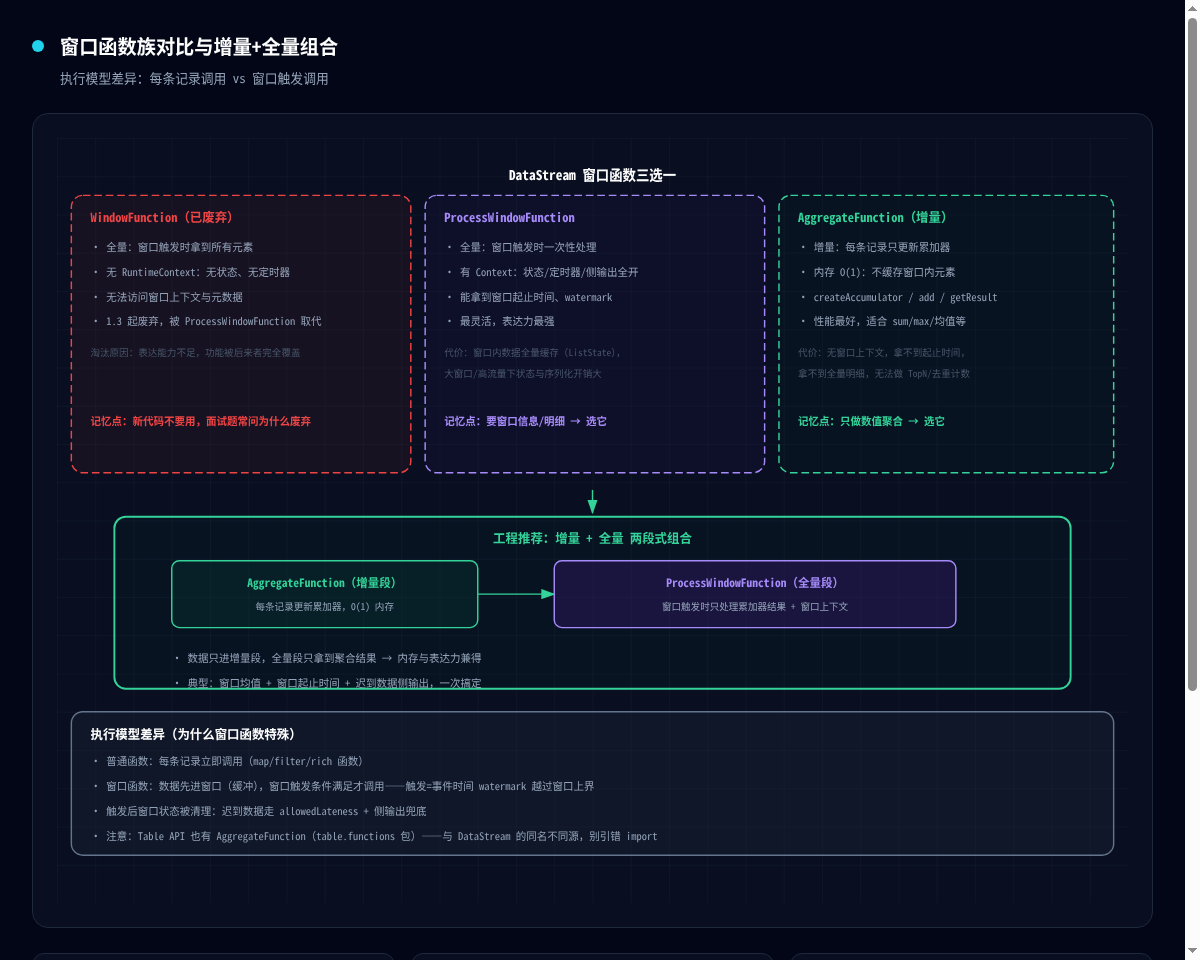 窗口函数族对比与增量+全量组合
执行模型差异：每条记录调用 vs 窗口触发调用
DataStream 窗口函数三选一
WindowFunction（已废弃）
· 全量：窗口触发时拿到所有元素
· 无 RuntimeContext：无状态、无定时器
· 无法访问窗口上下文与元数据
· 1.3 起废弃，被 ProcessWindowFunction 取代
淘汰原因：表达能力不足，功能被后来者完全覆盖
记忆点：新代码不要用，面试题常问为什么废弃
ProcessWindowFunction
· 全量：窗口触发时一次性处理
· 有 Context：状态/定时器/侧输出全开
· 能拿到窗口起止时间、watermark
· 最灵活，表达力最强
代价：窗口内数据全量缓存（ListState），
大窗口/高流量下状态与序列化开销大
记忆点：要窗口信息/明细 → 选它
AggregateFunction（增量）
· 增量：每条记录只更新累加器
· 内存 O(1)：不缓存窗口内元素
· createAccumulator / add / getResult
· 性能最好，适合 sum/max/均值等
代价：无窗口上下文，拿不到起止时间，
拿不到全量明细，无法做 TopN/去重计数
记忆点：只做数值聚合 → 选它
工程推荐：增量 + 全量 两段式组合
AggregateFunction（增量段）
每条记录更新累加器，O(1) 内存
ProcessWindowFunction（全量段）
窗口触发时只处理累加器结果 + 窗口上下文
· 数据只进增量段，全量段只拿到聚合结果 → 内存与表达力兼得
· 典型：窗口均值 + 窗口起止时间 + 迟到数据侧输出，一次搞定
执行模型差异（为什么窗口函数特殊）
· 普通函数：每条记录立即调用（map/filter/rich 函数）
· 窗口函数：数据先进窗口（缓冲），窗口触发条件满足才调用——触发=事件时间 watermark 越过窗口上界
· 触发后窗口状态被清理：迟到数据走 allowedLateness + 侧输出兜底
· 注意：Table API 也有 AggregateFunction（table.functions 包）——与 DataStream 的同名不同源，别引错 import